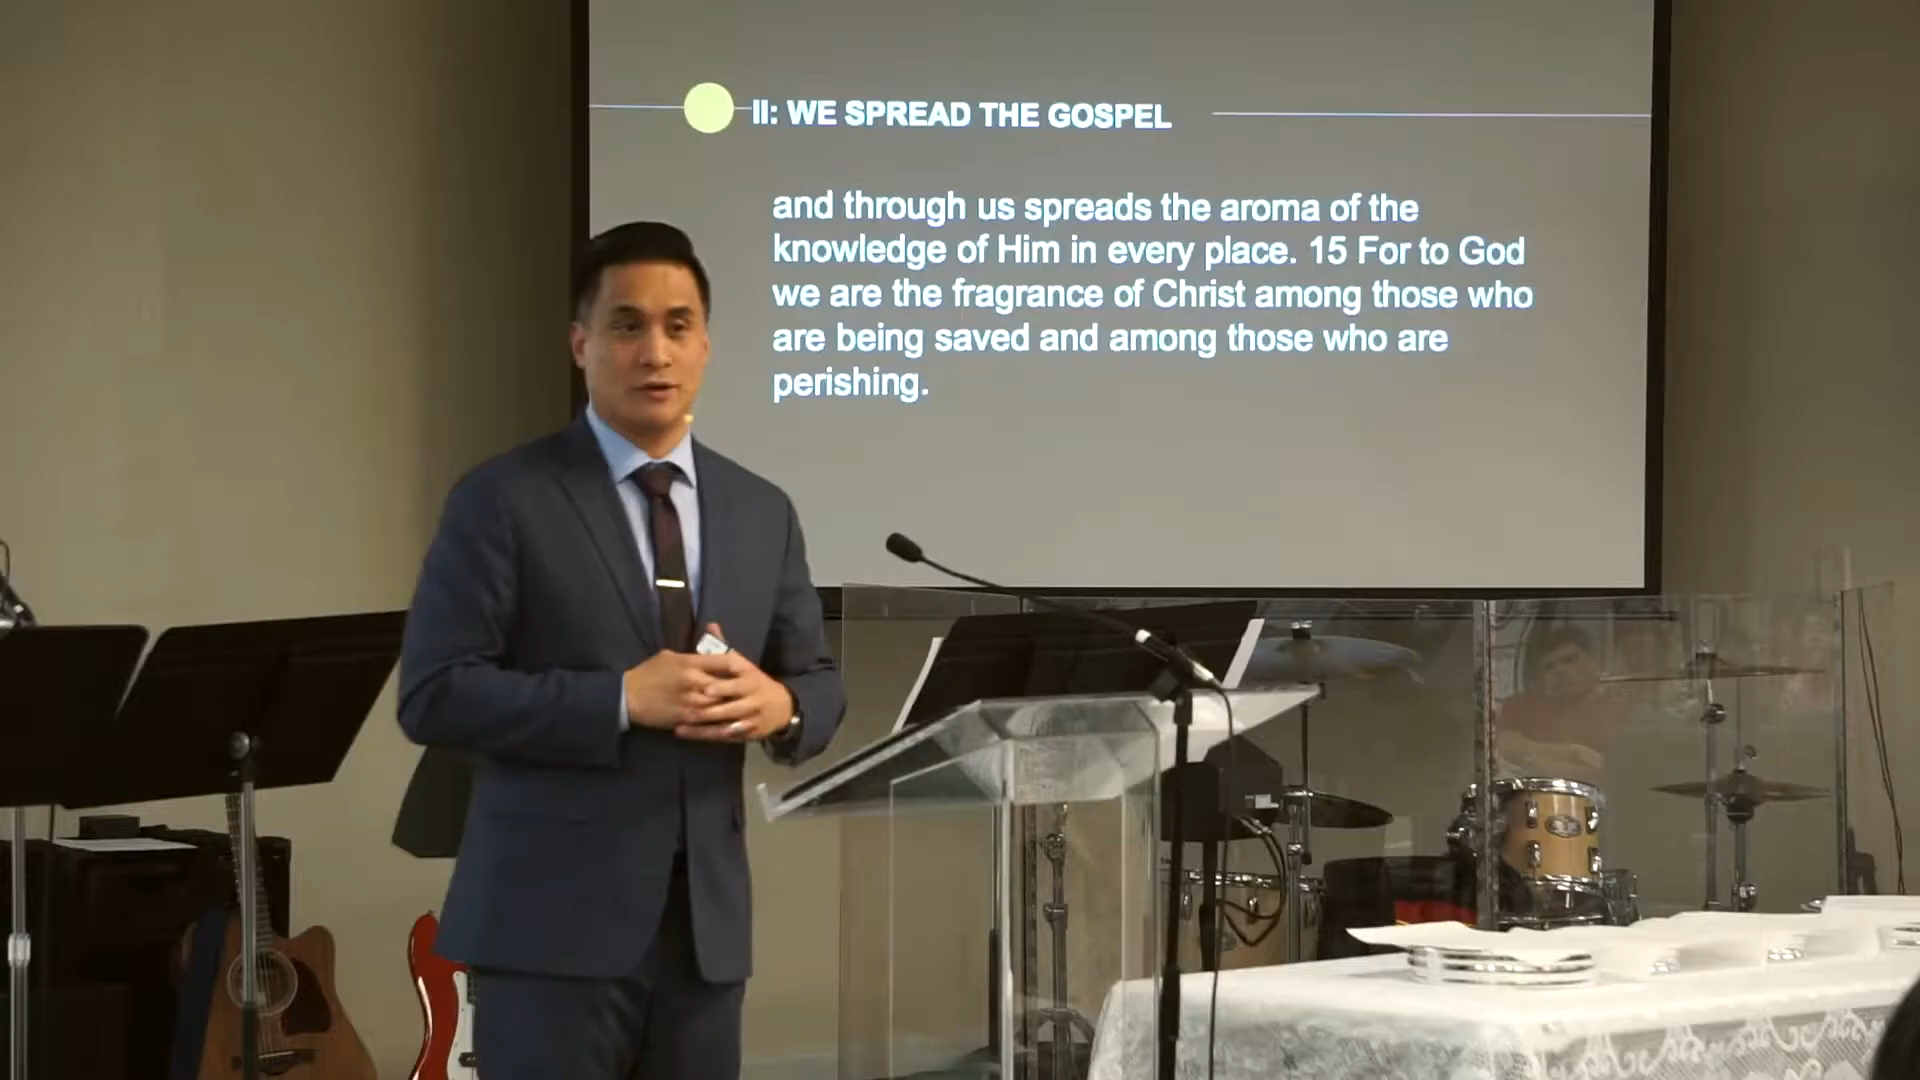 II: WE SPREAD THE GOSPEL
and through us spreads the aroma of the
knowledge of Him in every place. 15 For to God
we are the fragrance of Christ among those who
are being saved and among those who are
perishing.